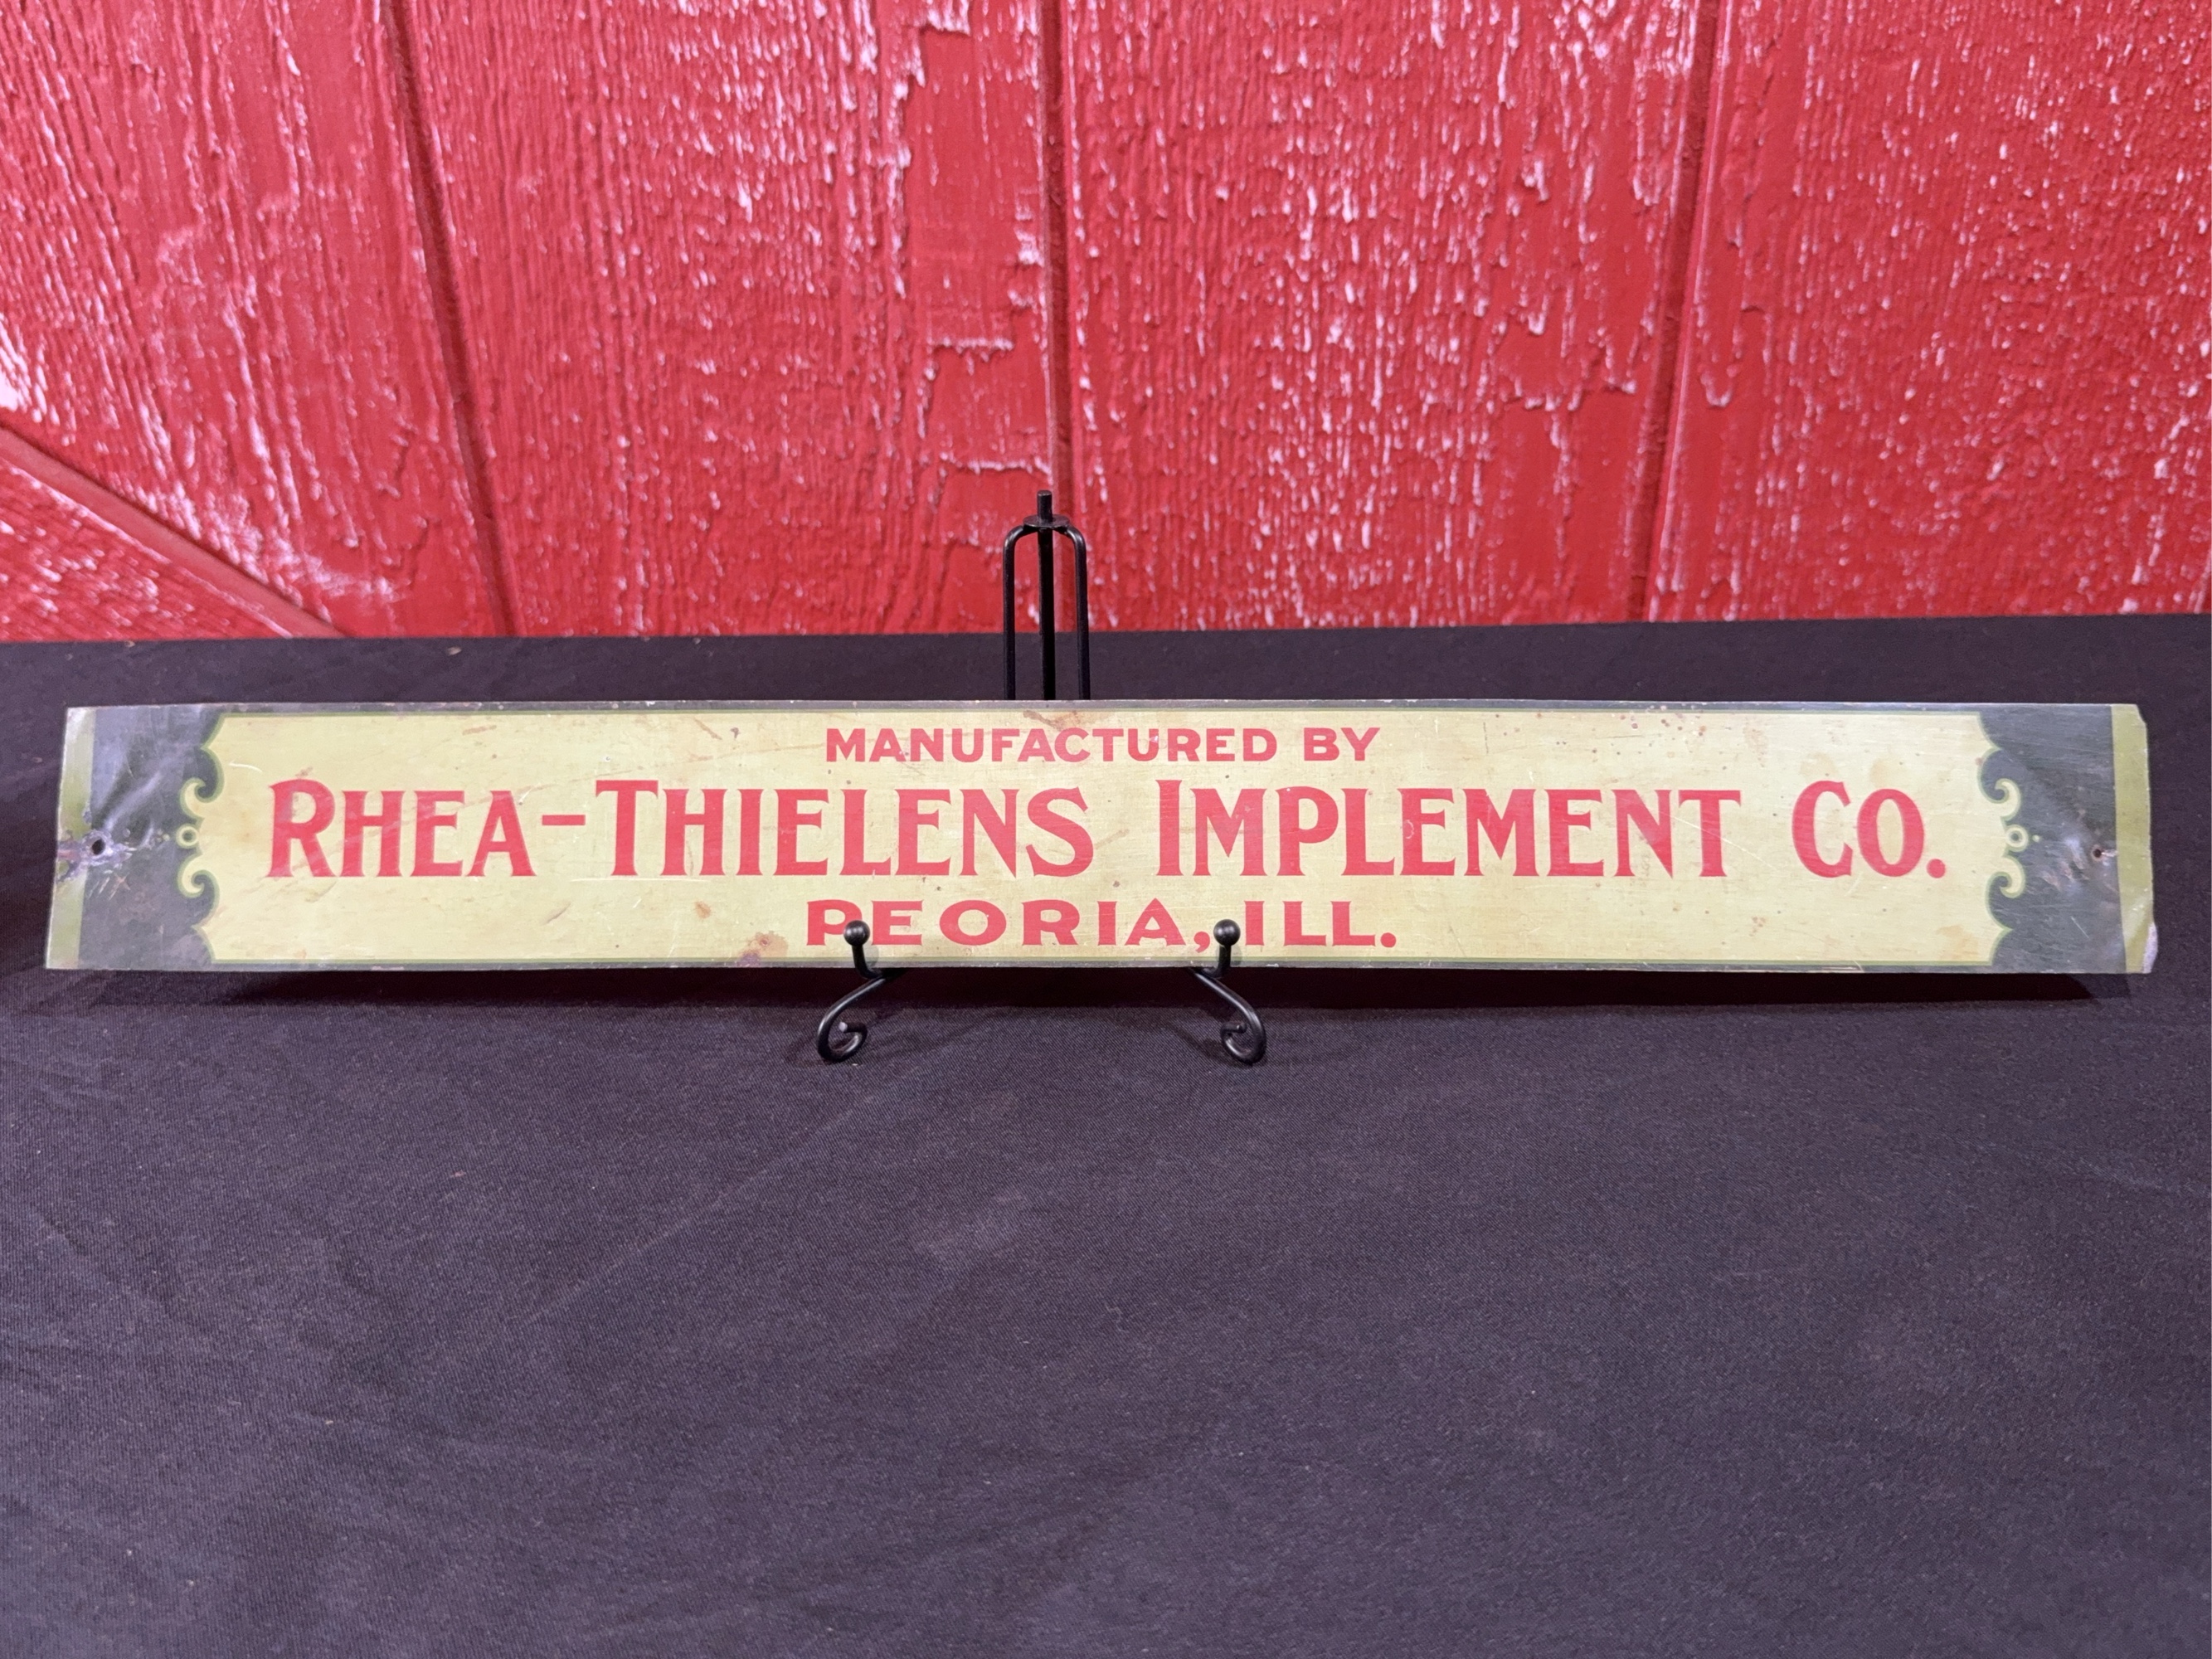 MANUFACTURED BY
RHEA-THIELENS IMPLEMENT CO.
PEORIA, ILL.